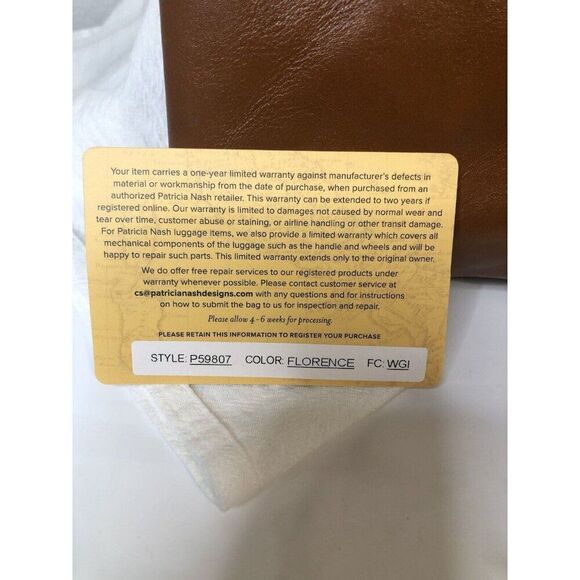 Your item carries a one-year limited warranty against manufacturer's defects in
material or workmanship from the date of purchase, when purchased from an
authorized Patricia Nash retailer. This warranty can be extended to two years if
registered online. Our warranty is limited to damages not caused by normal wear and
tear over time, customer abuse or staining, or airline handling or other transit damage.
For Patricia Nash luggage items, we also provide a limited warranty which covers all
mechanical components of the luggage such as the handle and wheels and will be
happy to repair such parts. This limited warranty extends only to the original owner.
We do offer free repair services to our registered products under
warranty whenever possible. Please contact customer service at
cs@patricianashdesigns.com with any questions and for instructions
on how to submit the bag to us for inspection and repair.
Please allow 4–6 weeks for processing.
PLEASE RETAIN THIS INFORMATION TO REGISTER YOUR PURCHASE
STYLE: P59807 COLOR: FLORENCE FC: WGI